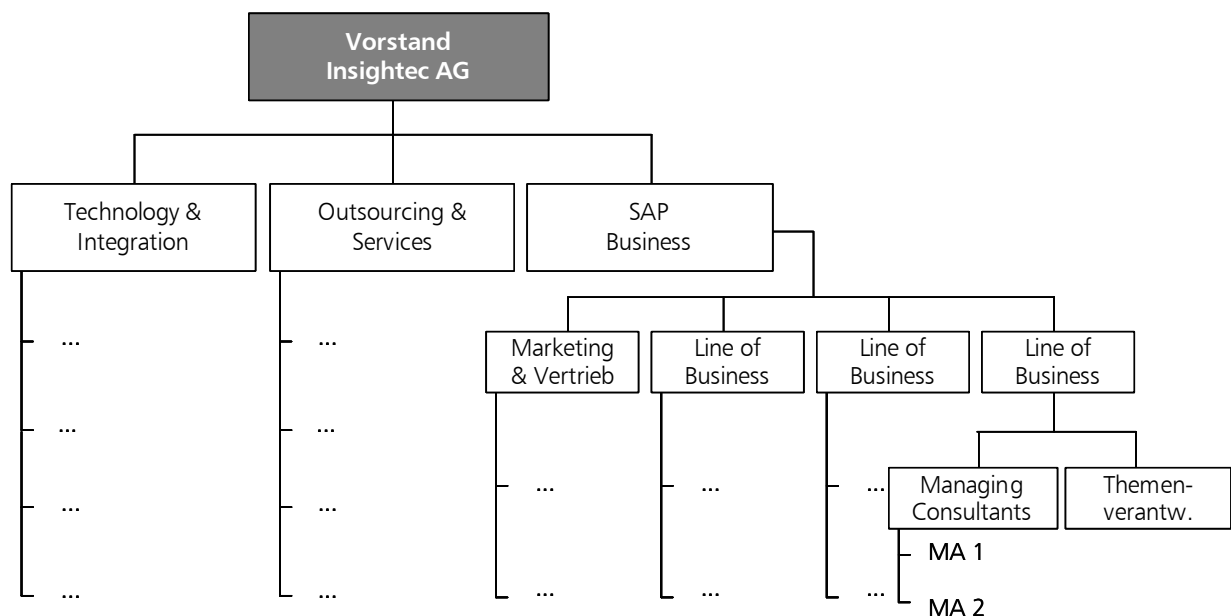 Vorstand
Insightec AG
Technology &
Integration
Outsourcing &
Services
SAP
Business
...
...
Marketing
& Vertrieb
Line of
Business
Line of
Business
Line of
Business
...
...
...
...
...
Managing
Consultants
Themen-
verantw.
...
...
MA 1
...
...
...
...
...
MA 2